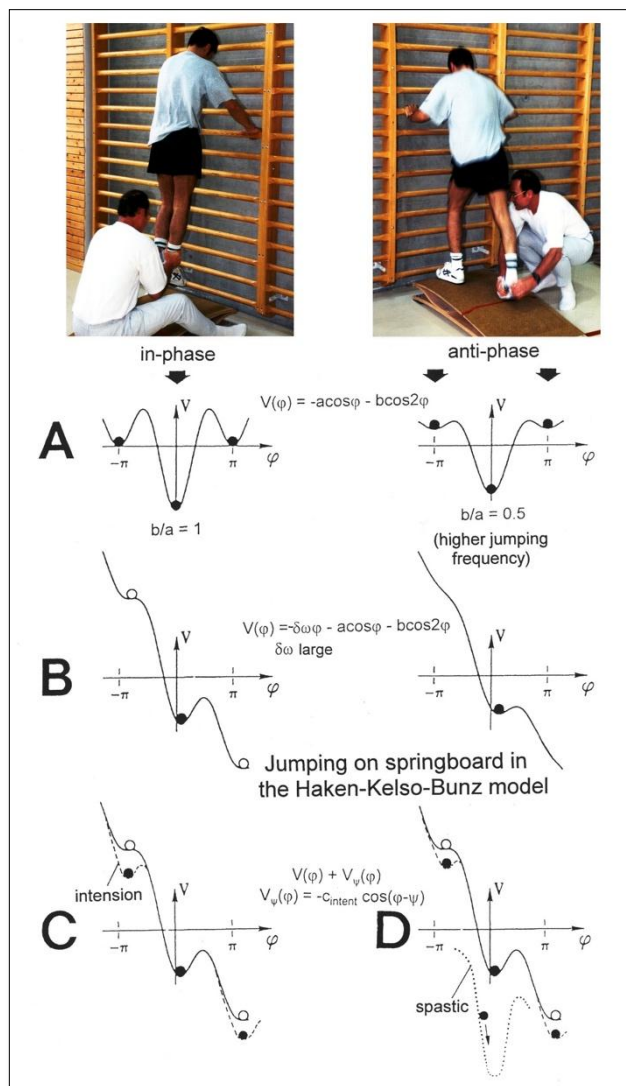 in-phase
anti-phase
A
V
V(φ) = -acosφ - bcos2φ
V
-π
π
φ
-π
π
φ
b/a = 1
b/a = 0.5
(higher jumping
frequency)
B
V
V(φ) =-δωφ - acosφ - bcos2φ
δω large
V
-π
π
φ
-π
π
φ
Jumping on springboard in
the Haken-Kelso-Bunz model
C
intension
V
V(φ) + Vψ(φ)
Vψ(φ) = -cintent cos(φ-ψ)
V
-π
π
φ
D
-π
π
φ
spastic